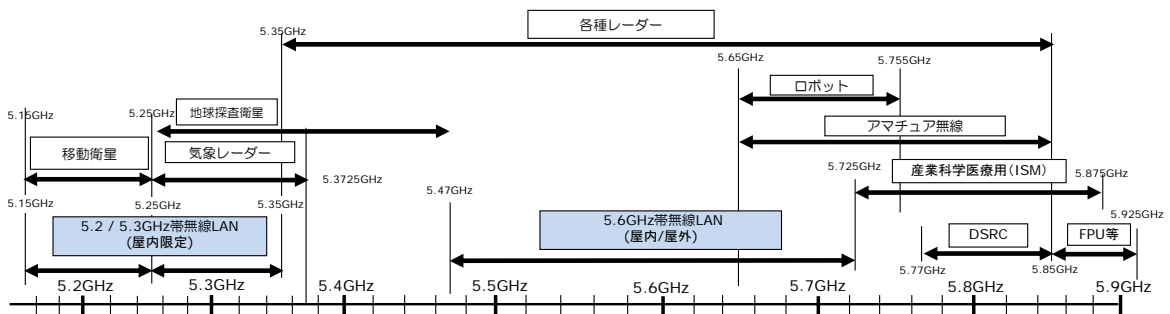 各種レーダー
5.35GHz
5.65GHz
5.755GHz
ロボット
5.15GHz
5.25GHz
地球探査衛星
アマチュア無線
移動衛星
気象レーダー
5.725GHz
産業科学医療用(ISM)
5.875GHz
5.3725GHz
5.47GHz
5.15GHz
5.25GHz
5.35GHz
5.925GHz
5.2 / 5.3GHz帯無線LAN
(屋内限定)
5.6GHz帯無線LAN
(屋内/屋外)
DSRC
FPU等
5.77GHz
5.85GHz
5.2GHz
5.3GHz
5.4GHz
5.5GHz
5.6GHz
5.7GHz
5.8GHz
5.9GHz